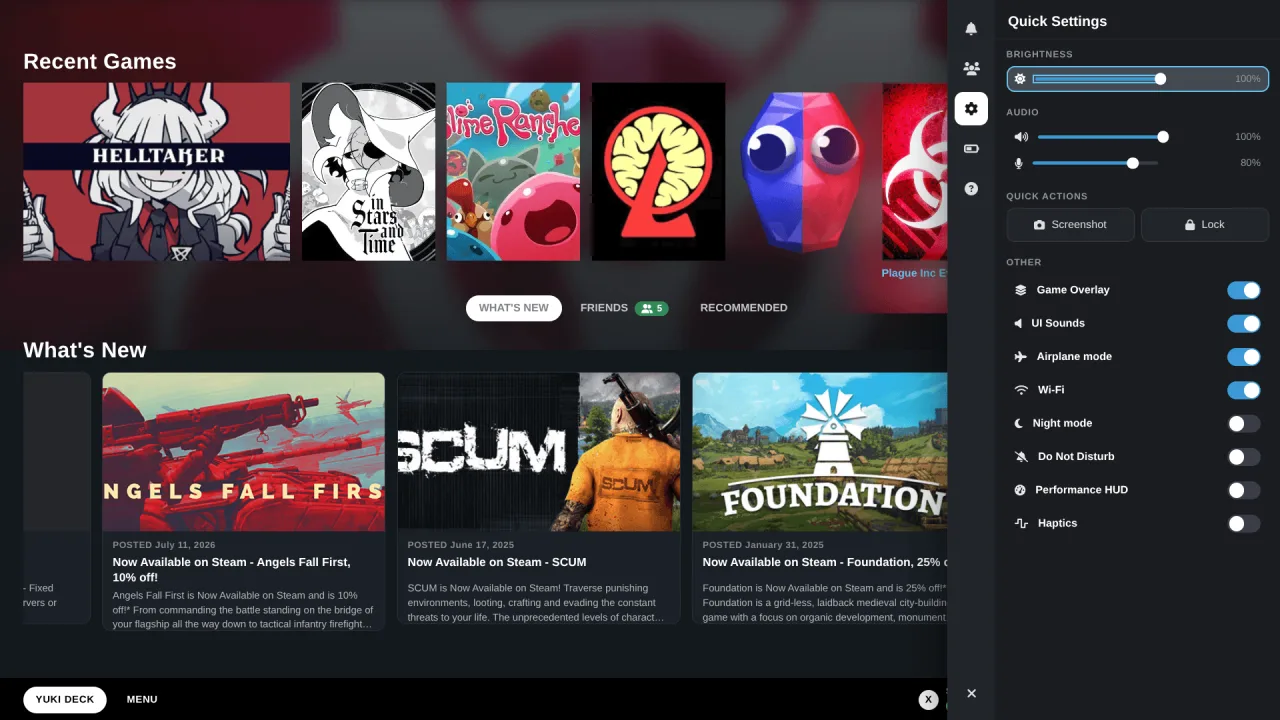 Recent Games
HELLTAKER
in
Stars
and
Time
Slime Rancher
Plague Inc E
WHAT'S NEW
FRIENDS
5
RECOMMENDED
What's New
- Fixed
rvers or
NGELS FALL FIRS
POSTED July 11, 2026
Now Available on Steam - Angels Fall First,
10% off!
Angels Fall First is Now Available on Steam and is 10%
off!* From commanding the battle standing on the bridge of
your flagship all the way down to tactical infantry firefight...
SCUM
SCUM
POSTED June 17, 2025
Now Available on Steam - SCUM
SCUM is Now Available on Steam! Traverse punishing
environments, looting, crafting and evading the constant
threats to your life. The unprecedented levels of charact...
FOUNDATION
POSTED January 31, 2025
Now Available on Steam - Foundation, 25% o
Foundation is Now Available on Steam and is 25% off!*
Foundation is a grid-less, laidback medieval city-buildin
game with a focus on organic development, monument
YUKI DECK
MENU
X
Quick Settings
BRIGHTNESS
100%
AUDIO
100%
80%
QUICK ACTIONS
Screenshot
Lock
OTHER
Game Overlay
UI Sounds
Airplane mode
Wi-Fi
Night mode
Do Not Disturb
Performance HUD
Haptics